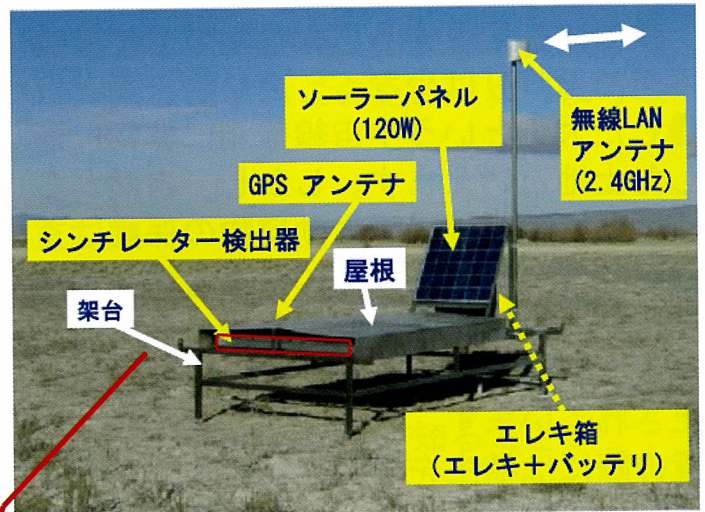 ソーラーパネル
(120W)
無線LAN
アンテナ
(2.4GHz)
GPS アンテナ
シンチレーター検出器
屋根
架台
エレキ箱
(エレキ+バッテリ)